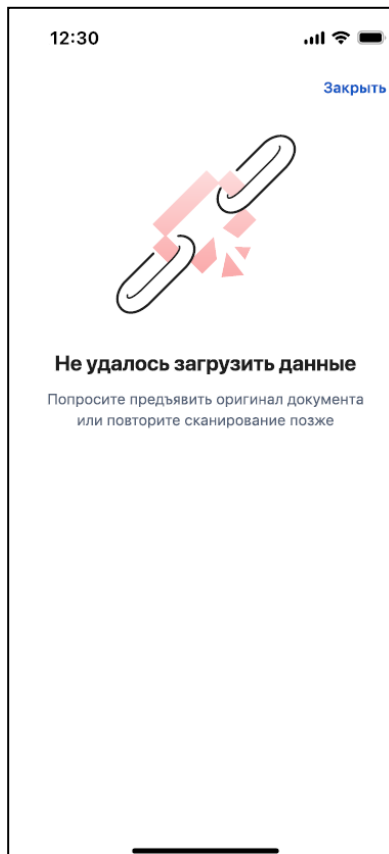 12:30
Закрыть
Не удалось загрузить данные
Попросите предъявить оригинал документа
или повторите сканирование позже